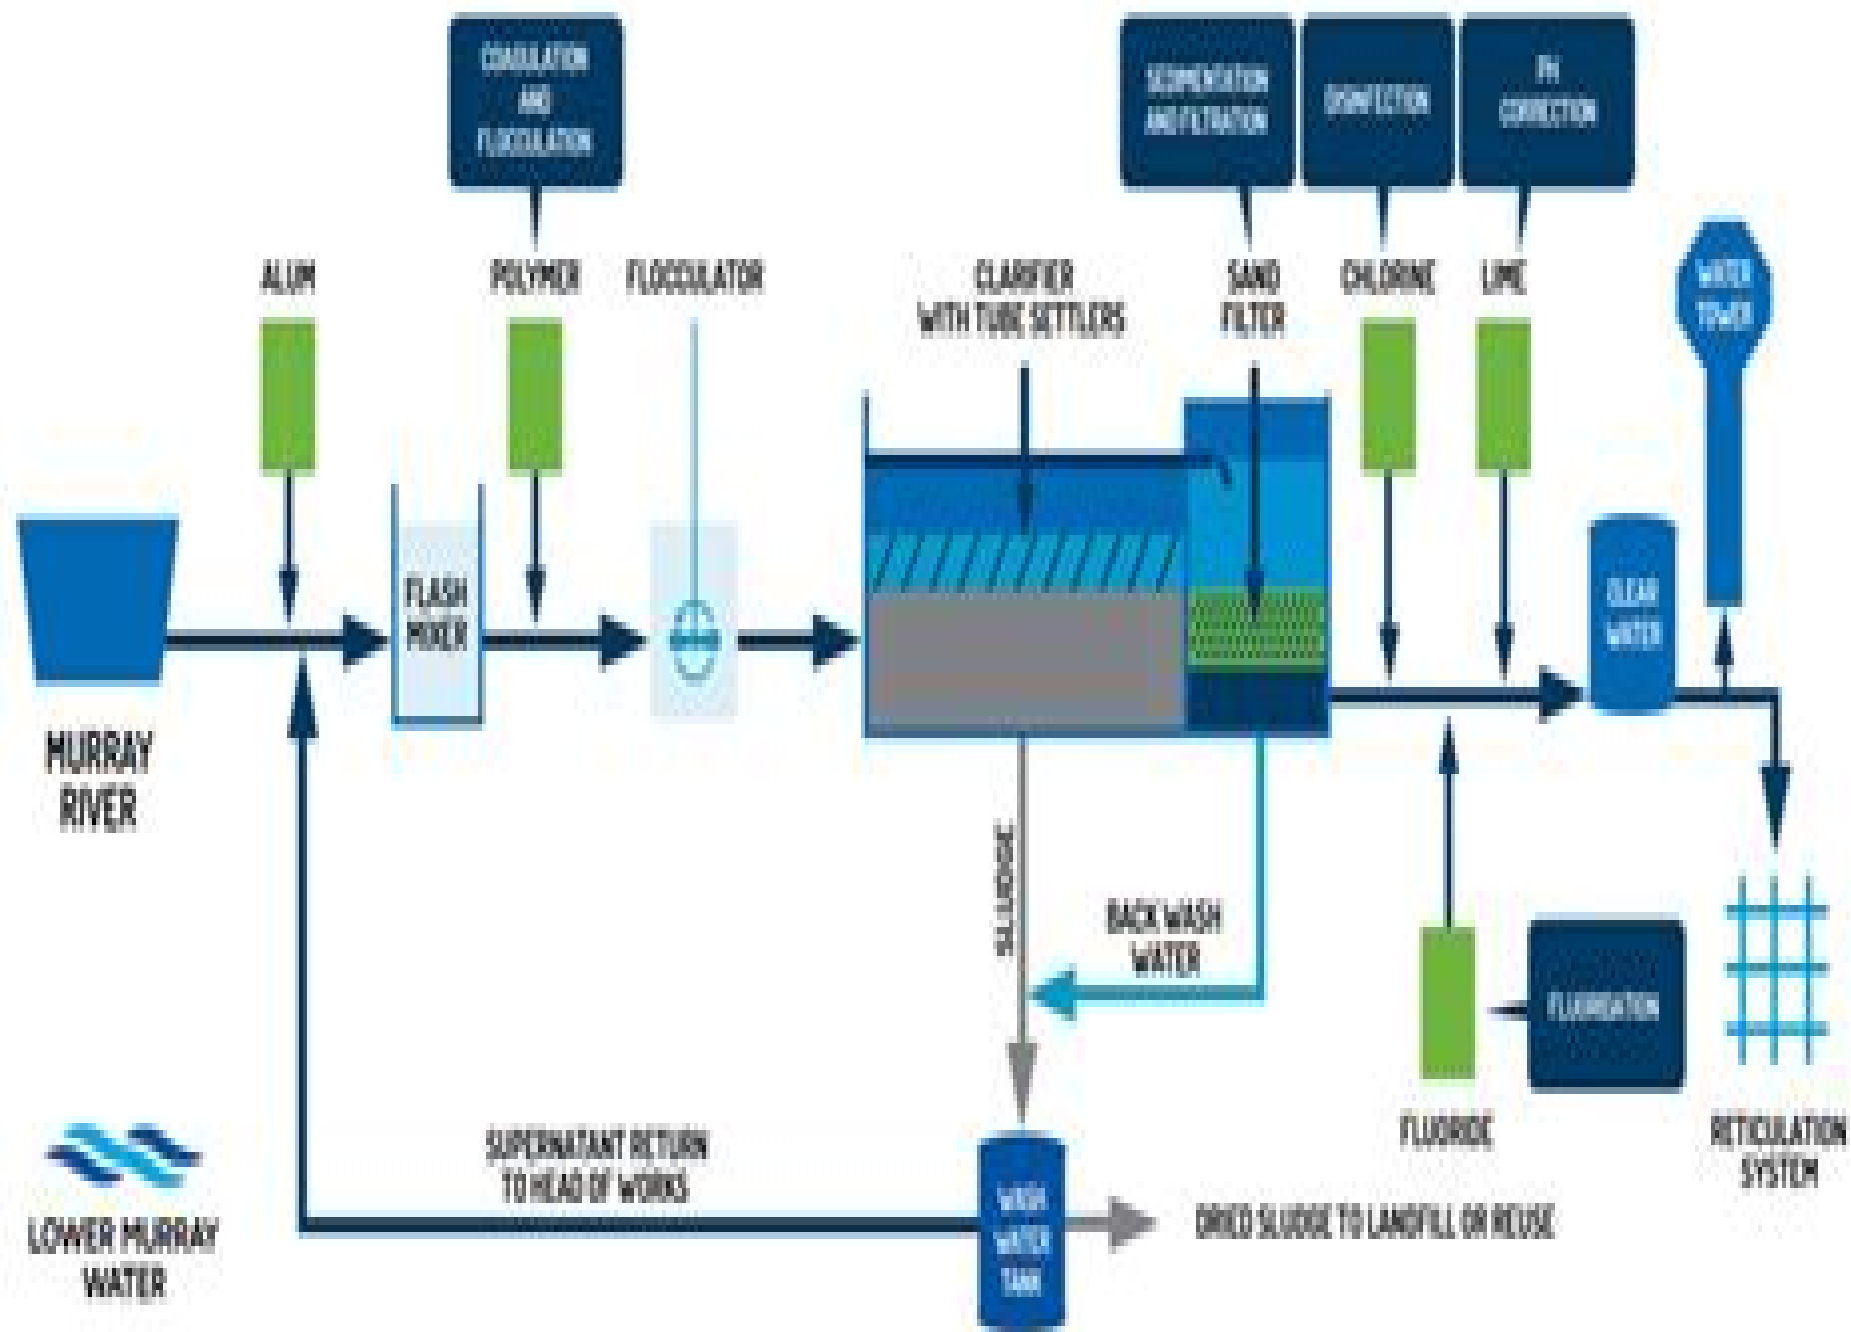 COAGULATION
AND
FLOCCULATION
SEDIMENTATION
AND FILTRATION
DISINFECTION
PH
CORRECTION
ALUM
POLYMER
FLOCCULATOR
CLARIFIER
WITH TUBE SETTLERS
SAND
FILTER
CHLORINE
LIME
WATER
TOWER
FLASH
MIXER
CLEAR
WATER
MURRAY
RIVER
SLUDGE
BACK WASH
WATER
FLUORIDATION
FLUORIDE
RETICULATION
SYSTEM
SUPERNATANT RETURN
TO HEAD OF WORKS
WATER
TANK
DRIED SLUDGE TO LANDFILL OR REUSE
LOWER MURRAY
WATER